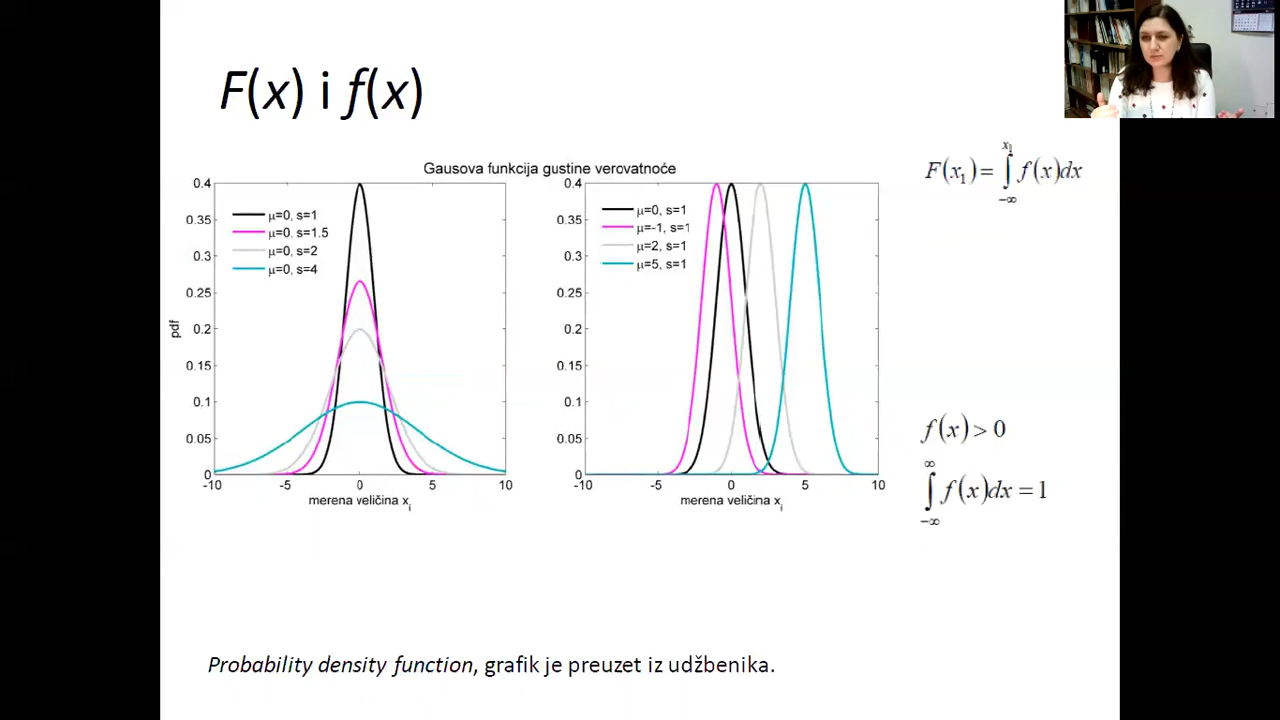 F(x) i f(x)
Gausova funkcija gustine verovatnoće
0.4
0.35
0.3
0.25
0.2
0.15
0.1
0.05
0
pdf
μ=0, s=1
μ=0, s=1.5
μ=0, s=2
μ=0, s=4
-10 -5 0 5 10
merena veličina xi
0.4
0.35
0.3
0.25
0.2
0.15
0.1
0.05
0
μ=0, s=1
μ=-1, s=1
μ=2, s=1
μ=5, s=1
-10 -5 0 5 10
merena veličina xi
F(x₁) = ∫_{-∞}^{x₁} f(x)dx
f(x) > 0
∫_{-∞}^{∞} f(x)dx = 1
Probability density function, grafik je preuzet iz udžbenika.